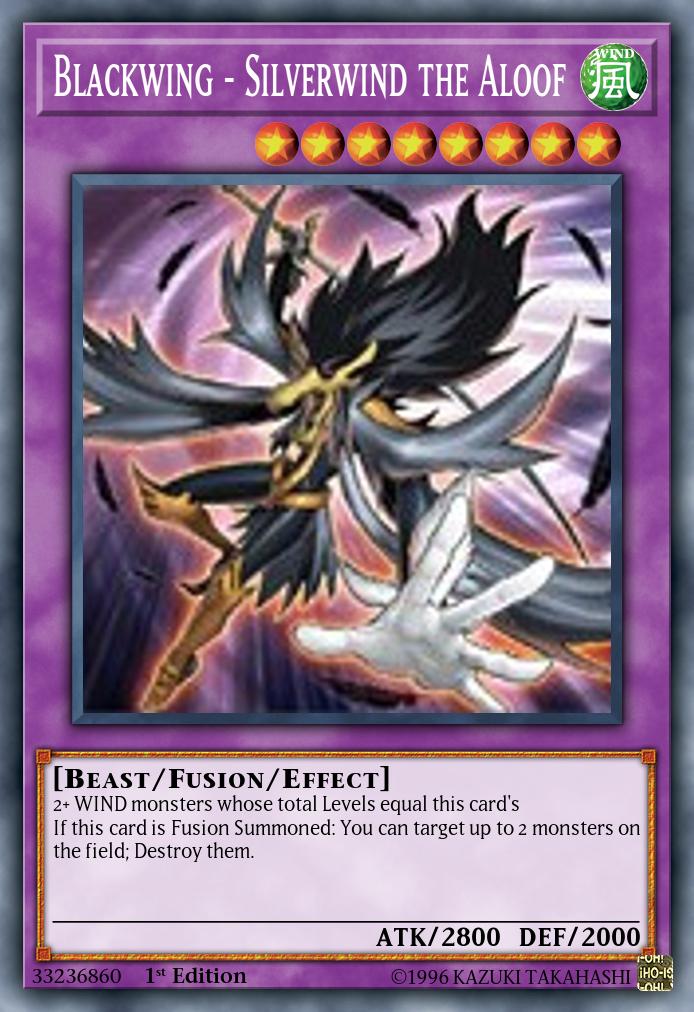 BLACKWING - SILVERWIND THE ALOOF
WIND
風
[BEAST/FUSION/EFFECT]
2+ WIND monsters whose total Levels equal this card's
If this card is Fusion Summoned: You can target up to 2 monsters on
the field; Destroy them.
ATK/2800 DEF/2000
33236860 1st Edition ©1996 KAZUKI TAKAHASHI